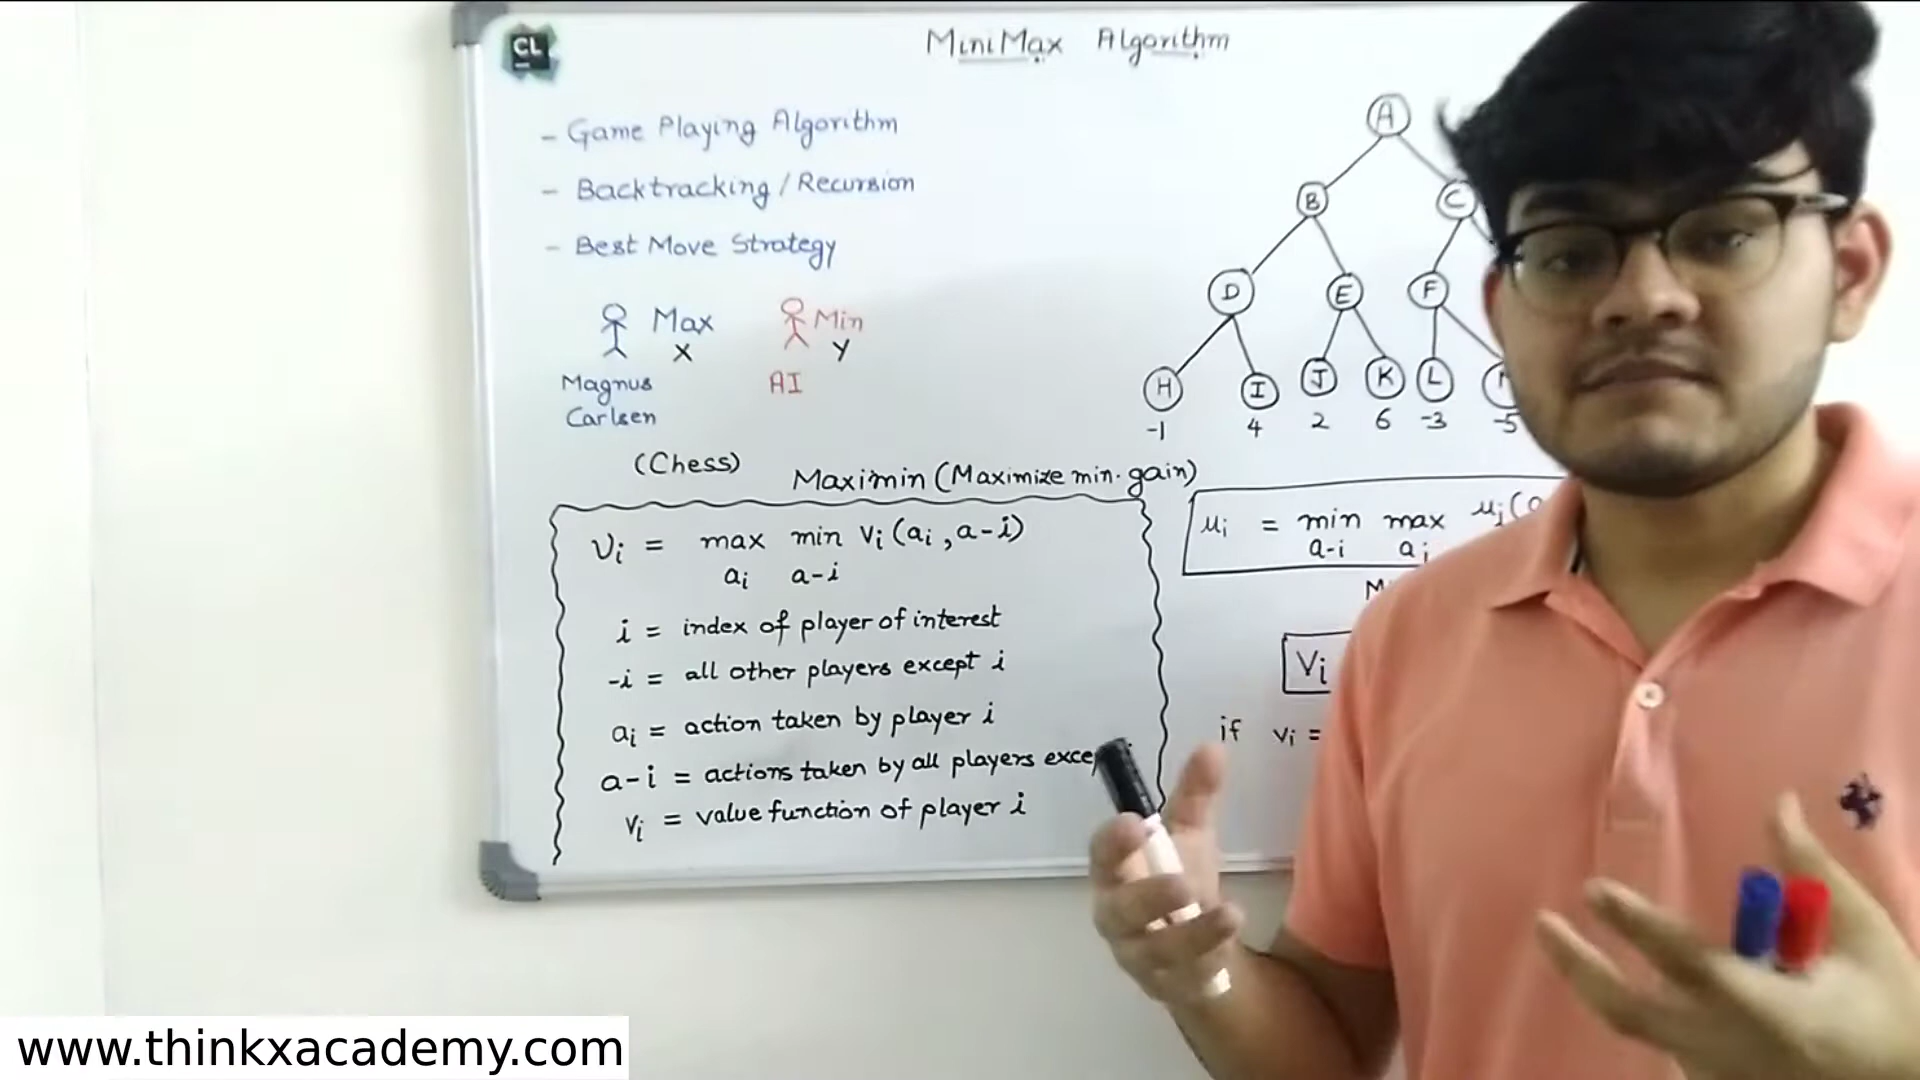 CL
MiniMax Algorithm
- Game Playing Algorithm
- Backtracking / Recursion
- Best Move Strategy
Max
X
Min
Y
Magnus
Carlsen
AI
(Chess)
A
B
C
D
E
F
H
I
J
K
L
-1
4
2
6
-3
-5
Maximin (Maximize min. gain)
Vi = max min Vi (ai, a-i)
ai a-i
i = index of player of interest
-i = all other players except i
ai = action taken by player i
a-i = actions taken by all players
Vi = value function of player i
ui = min max uj (
a-i ai
Vi
if Vi =
www.thinkxacademy.com